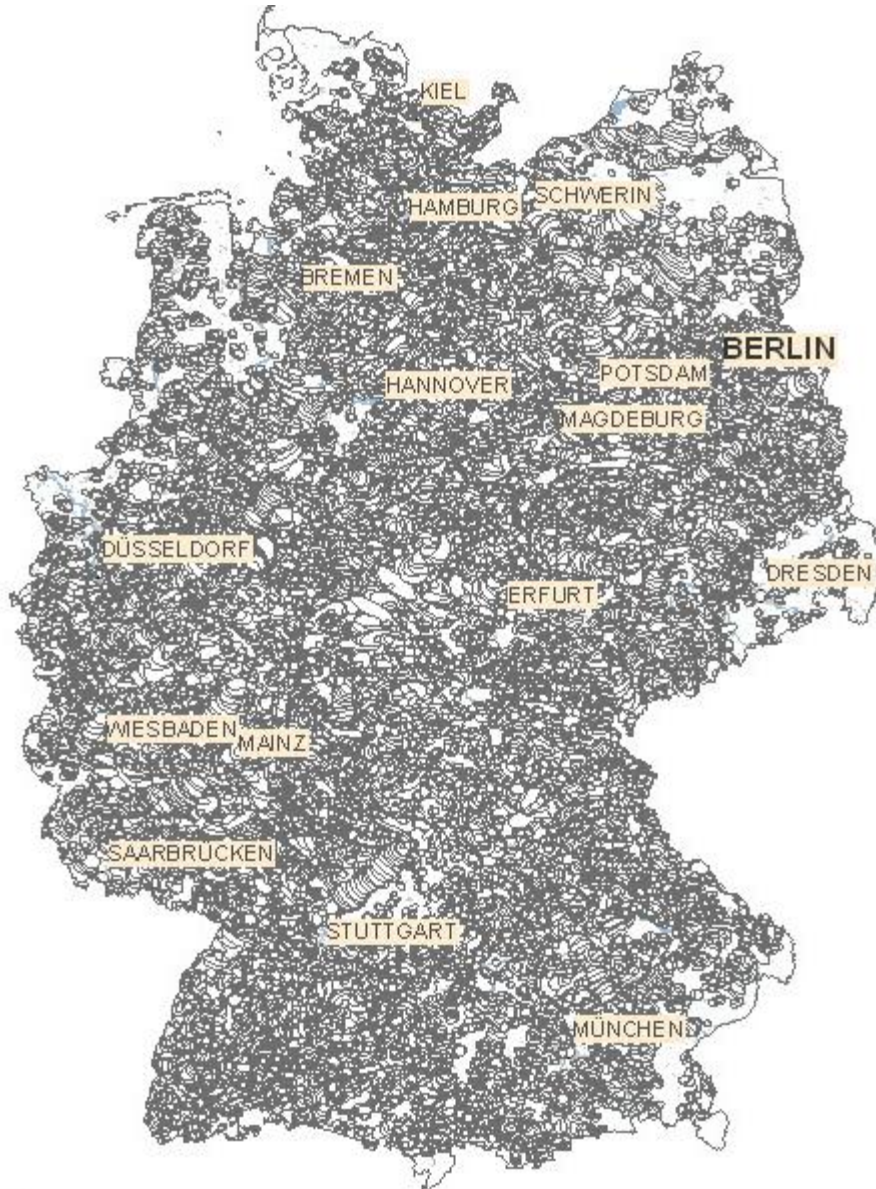 KIEL
SCHWERIN
HAMBURG
BREMEN
BERLIN
POTSDAM
HANNOVER
MAGDEBURG
DÜSSELDORF
DRESDEN
ERFURT
WIESBADEN
MAINZ
SAARBRÜCKEN
STUTTGART
MÜNCHEN